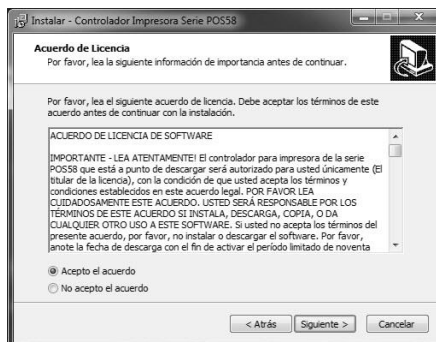 Instalar - Controlador Impresora Serie POS58
Acuerdo de Licencia
Por favor, lea la siguiente información de importancia antes de continuar.
Por favor, lea el siguiente acuerdo de licencia. Debe aceptar los términos de este
acuerdo antes de continuar con la instalación.
ACUERDO DE LICENCIA DE SOFTWARE
IMPORTANTE - LEA ATENTAMENTE! El controlador para impresora de la serie
POS58 que está a punto de descargar será autorizado para usted únicamente (El
titular de la licencia), con la condición de que usted acepta los términos y
condiciones establecidos en este acuerdo legal. POR FAVOR LEA
CUIDADOSAMENTE ESTE ACUERDO. USTED SERÁ RESPONSABLE POR LOS
TÉRMINOS DE ESTE ACUERDO SI INSTALA, DESCARGA, COPIA, O DA
CUALQUIER OTRO USO A ESTE SOFTWARE. Si usted no acepta los términos del
presente acuerdo, por favor, no instalar o descargar el software. Por favor,
anote la fecha de descarga con el fin de activar el período limitado de noventa
Acepto el acuerdo
No acepto el acuerdo
< Atrás
Siguiente >
Cancelar